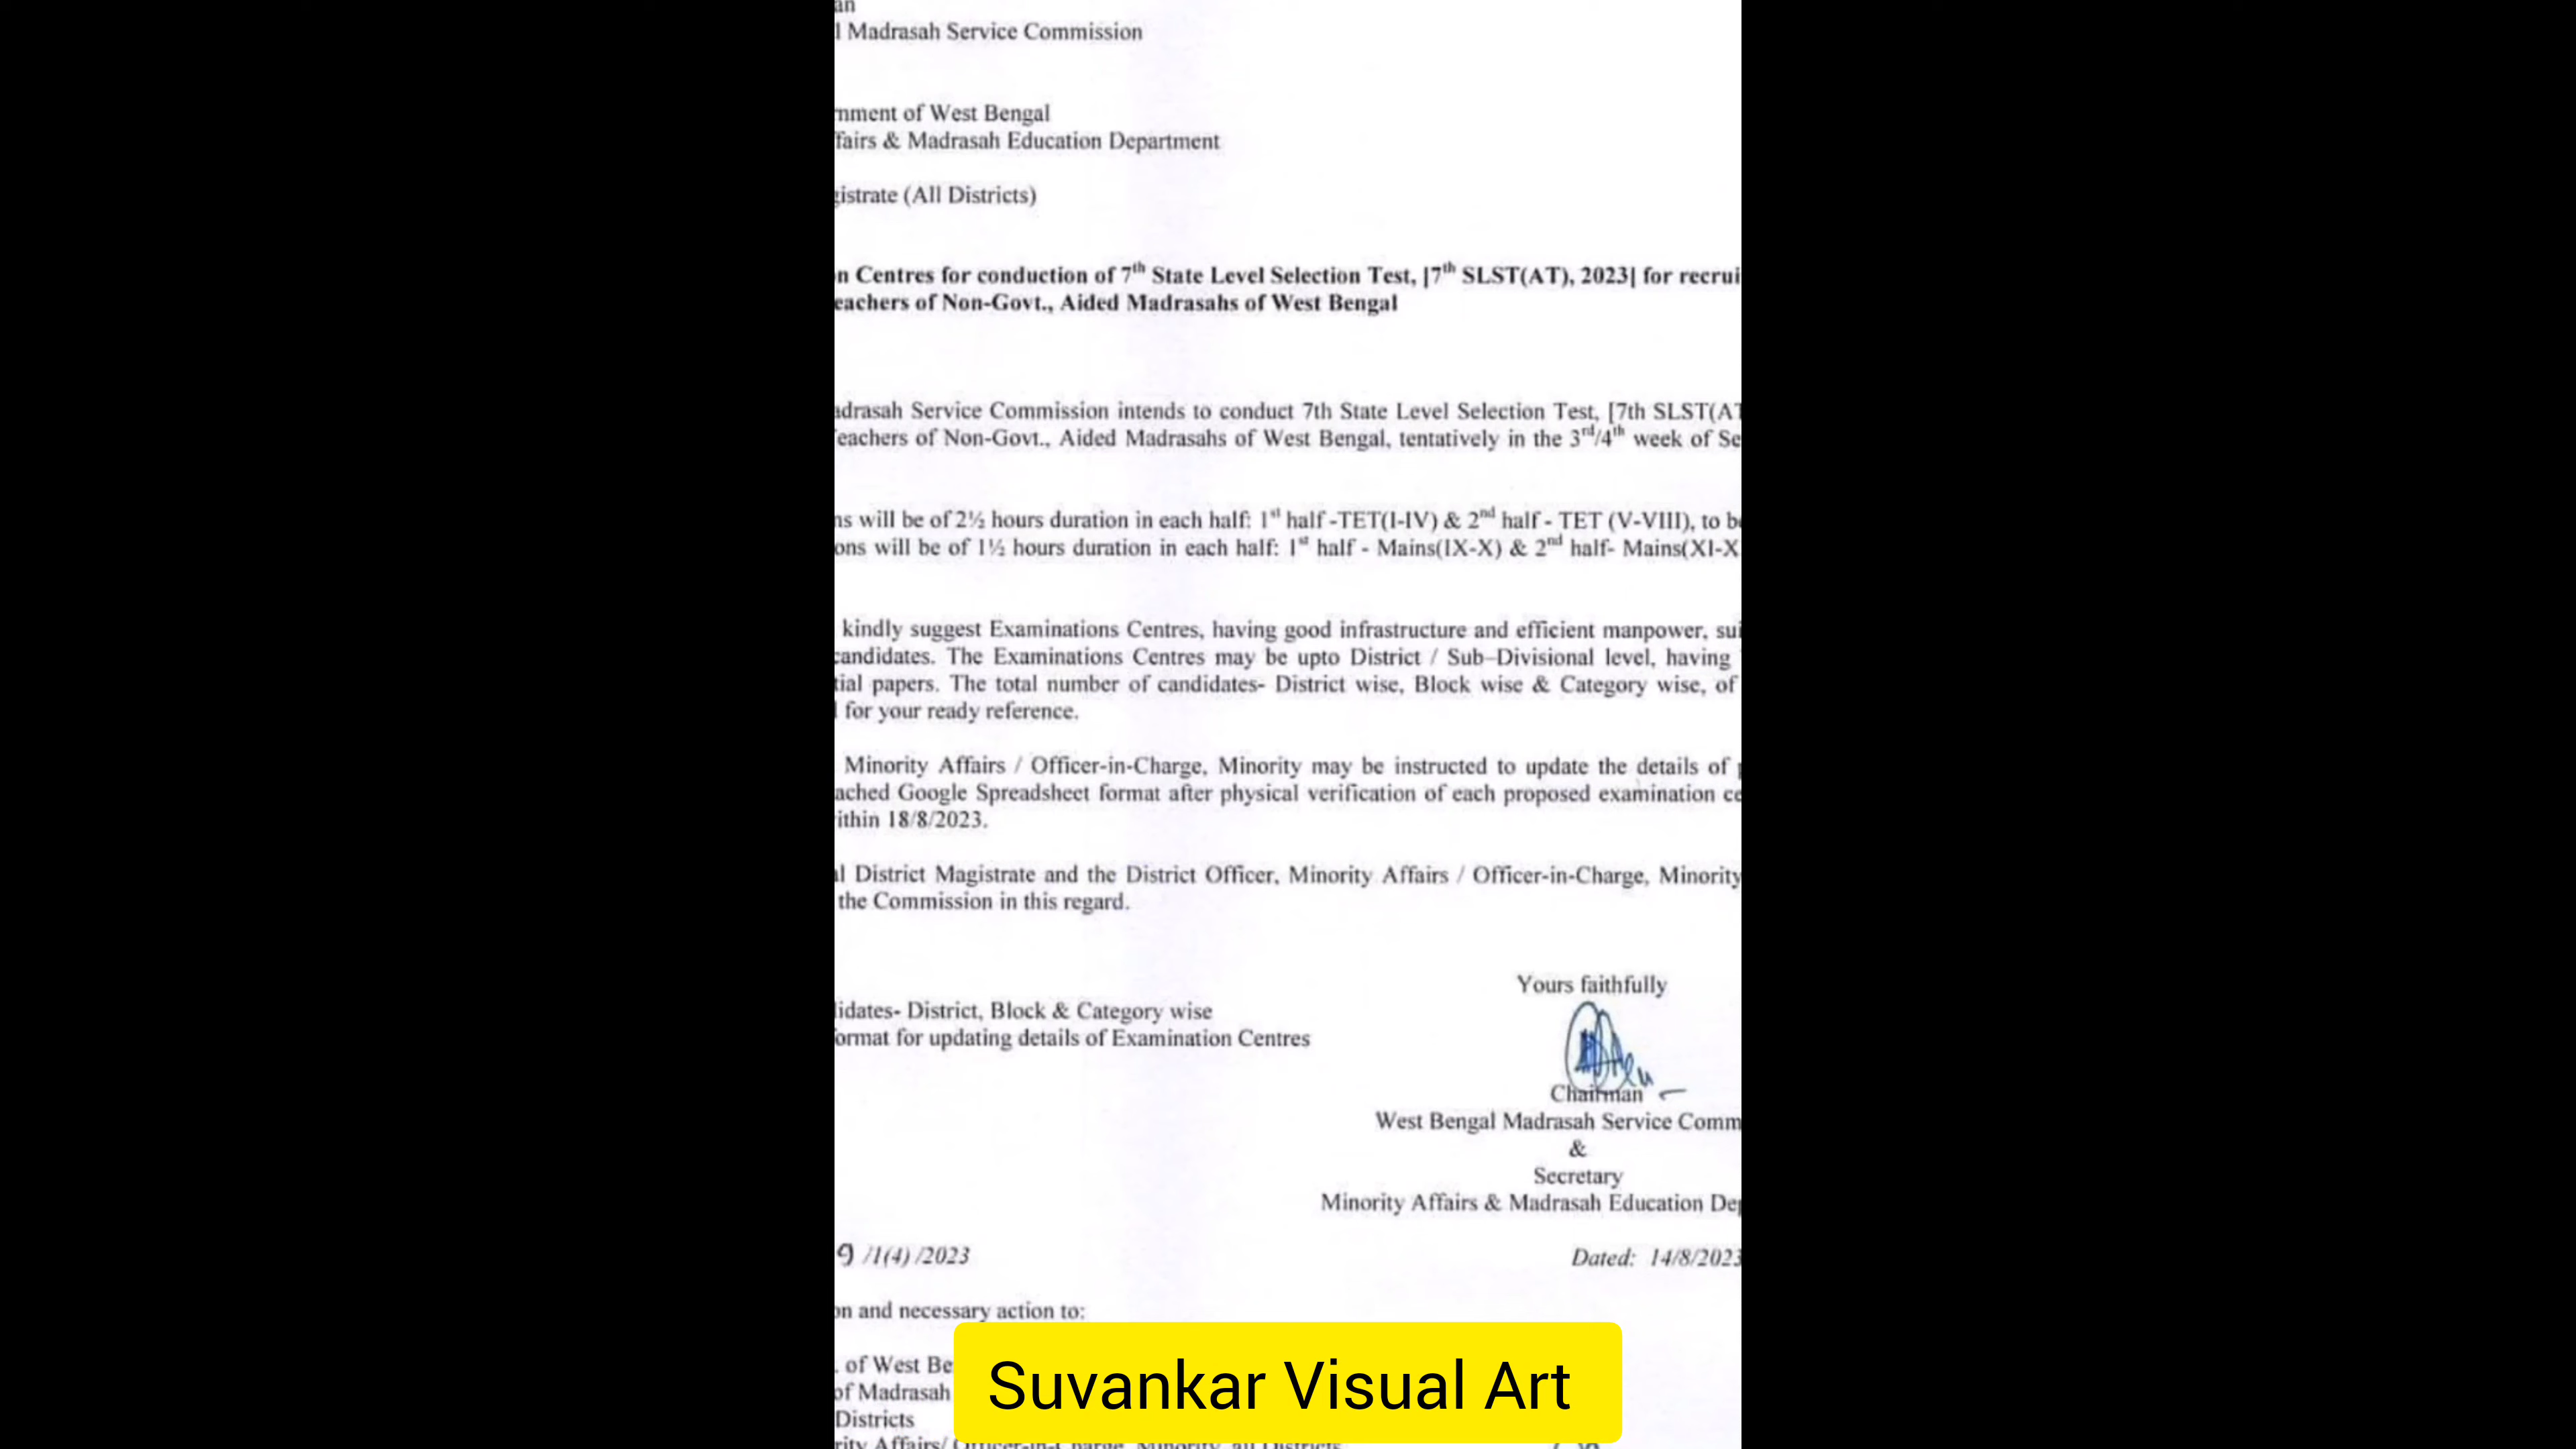 an
l Madrasah Service Commission
nment of West Bengal
fairs & Madrasah Education Department
gistrate (All Districts)
n Centres for conduction of 7th State Level Selection Test, [7th SLST(AT), 2023] for recrui
eachers of Non-Govt., Aided Madrasahs of West Bengal
adrasah Service Commission intends to conduct 7th State Level Selection Test, [7th SLST(AT
eachers of Non-Govt., Aided Madrasahs of West Bengal, tentatively in the 3rd/4th week of Se
ns will be of 2½ hours duration in each half: 1st half -TET(I-IV) & 2nd half - TET (V-VIII), to b
ons will be of 1½ hours duration in each half: 1st half - Mains(IX-X) & 2nd half- Mains(XI-X
kindly suggest Examinations Centres, having good infrastructure and efficient manpower, sui
candidates. The Examinations Centres may be upto District / Sub–Divisional level, having
tial papers. The total number of candidates- District wise, Block wise & Category wise, of
for your ready reference.
Minority Affairs / Officer-in-Charge, Minority may be instructed to update the details of
ached Google Spreadsheet format after physical verification of each proposed examination ce
ithin 18/8/2023.
l District Magistrate and the District Officer, Minority Affairs / Officer-in-Charge, Minority
the Commission in this regard.
Yours faithfully
idates- District, Block & Category wise
ormat for updating details of Examination Centres
Chairman
West Bengal Madrasah Service Comm
&
Secretary
Minority Affairs & Madrasah Education Dep
9 /1(4) /2023
Dated: 14/8/2023
on and necessary action to:
. of West Be
of Madrasah
Districts
rity Affairs/ Officer-in-Charge, Minority, all Districts
Suvankar Visual Art